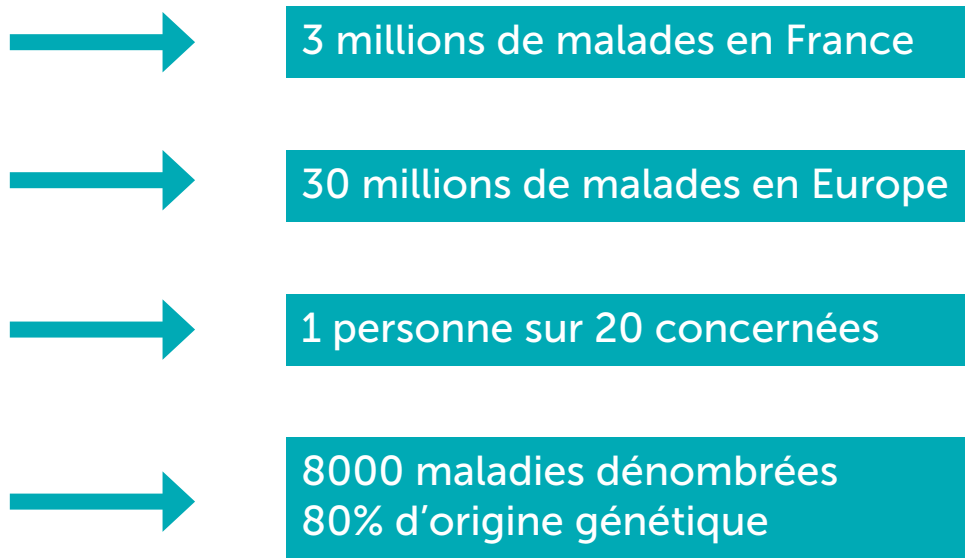 3 millions de malades en France
30 millions de malades en Europe
1 personne sur 20 concernées
8000 maladies dénombrées
80% d’origine génétique